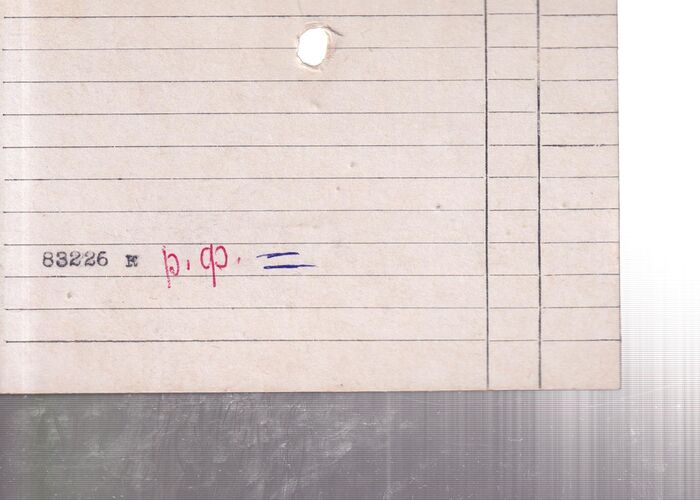 83226 н р. ф. =